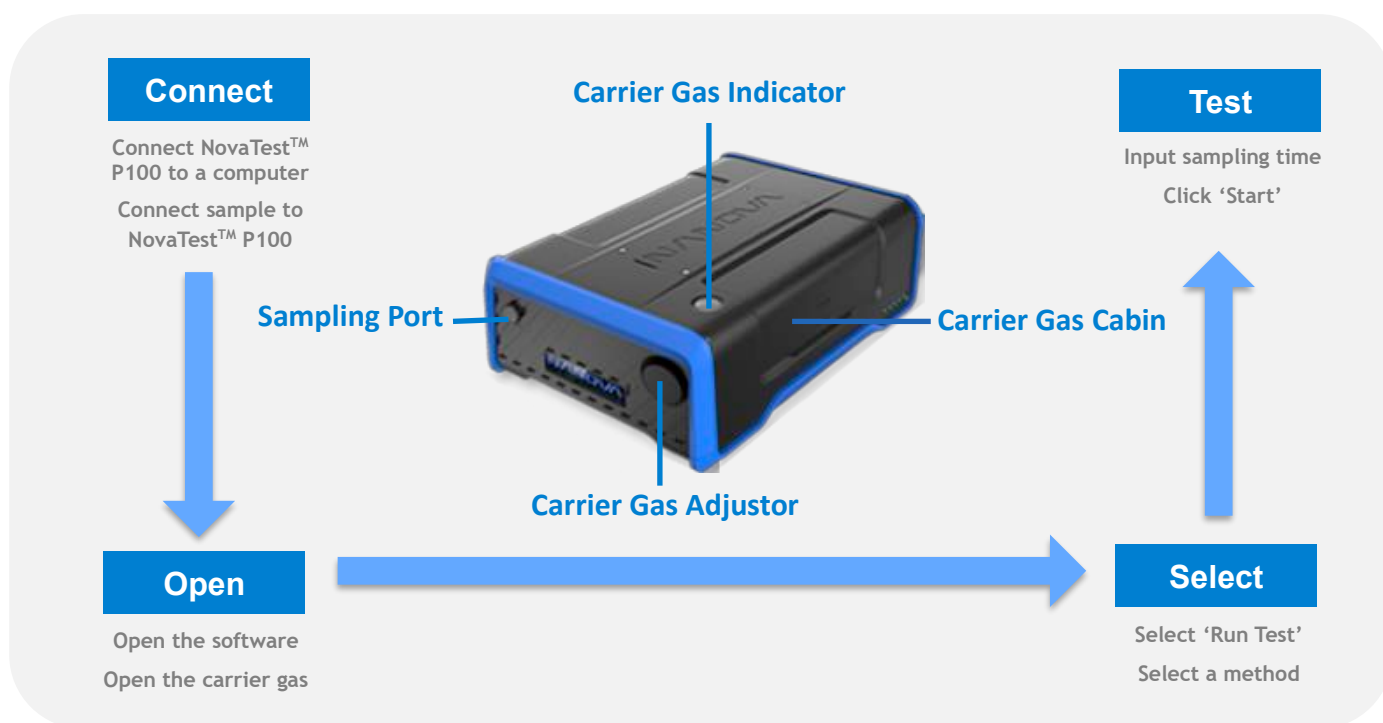 Connect
Connect NovaTest™
P100 to a computer
Connect sample to
NovaTest™ P100
Carrier Gas Indicator
Test
Input sampling time
Click ‘Start’
NANOVA
Sampling Port
Carrier Gas Cabin
NANOVA
Carrier Gas Adjustor
Open
Open the software
Open the carrier gas
Select
Select ‘Run Test’
Select a method